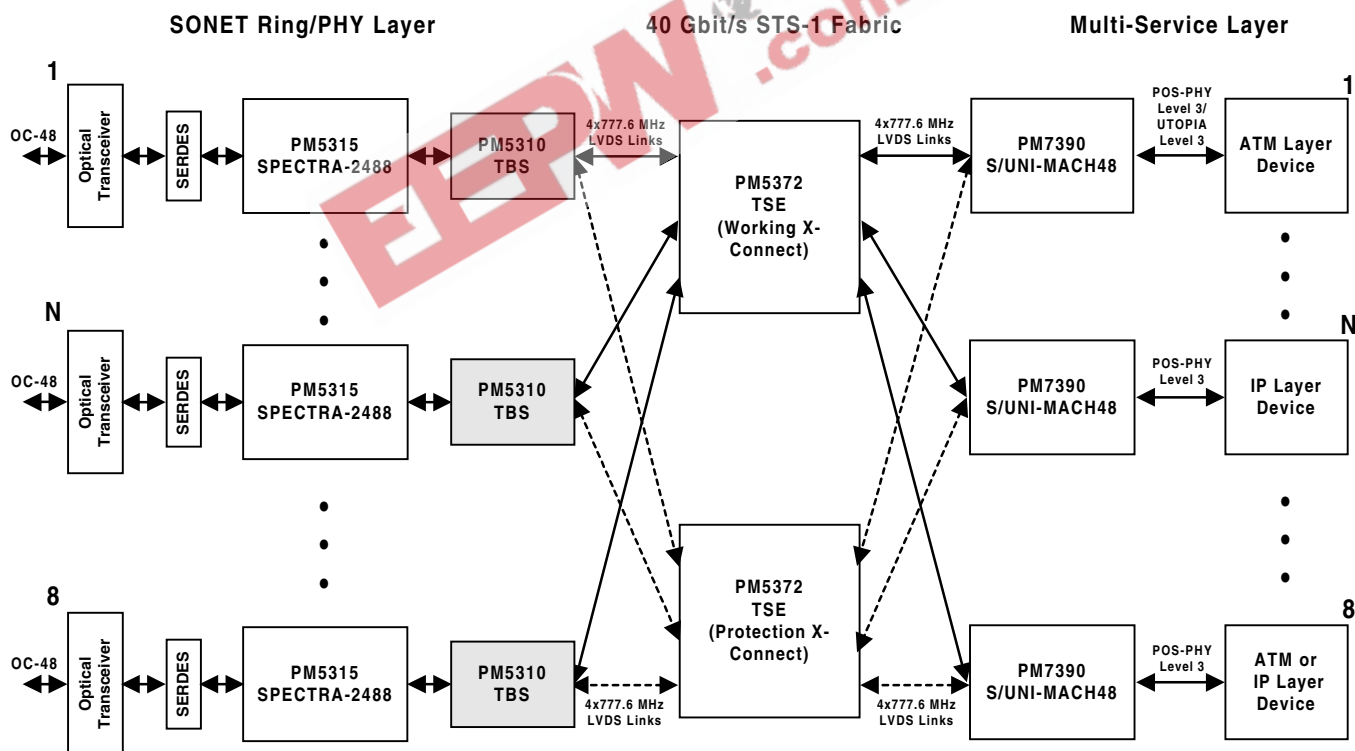 SONET Ring/PHY Layer
40 Gbit/s STS-1 Fabric
Multi-Service Layer
EEPW
.com
1
OC-48
Optical
Transceiver
SERDES
PM5315
SPECTRA-2488
PM5310
TBS
4x777.6 MHz
LVDS Links
PM5372
TSE
(Working X-
Connect)
4x777.6 MHz
LVDS Links
PM7390
S/UNI-MACH48
POS-PHY
Level 3/
UTOPIA
Level 3
1
ATM Layer
Device
N
OC-48
Optical
Transceiver
SERDES
PM5315
SPECTRA-2488
PM5310
TBS
PM7390
S/UNI-MACH48
POS-PHY
Level 3
N
IP Layer
Device
8
OC-48
Optical
Transceiver
SERDES
PM5315
SPECTRA-2488
PM5310
TBS
4x777.6 MHz
LVDS Links
PM5372
TSE
(Protection X-
Connect)
4x777.6 MHz
LVDS Links
PM7390
S/UNI-MACH48
POS-PHY
Level 3
8
ATM or
IP Layer
Device